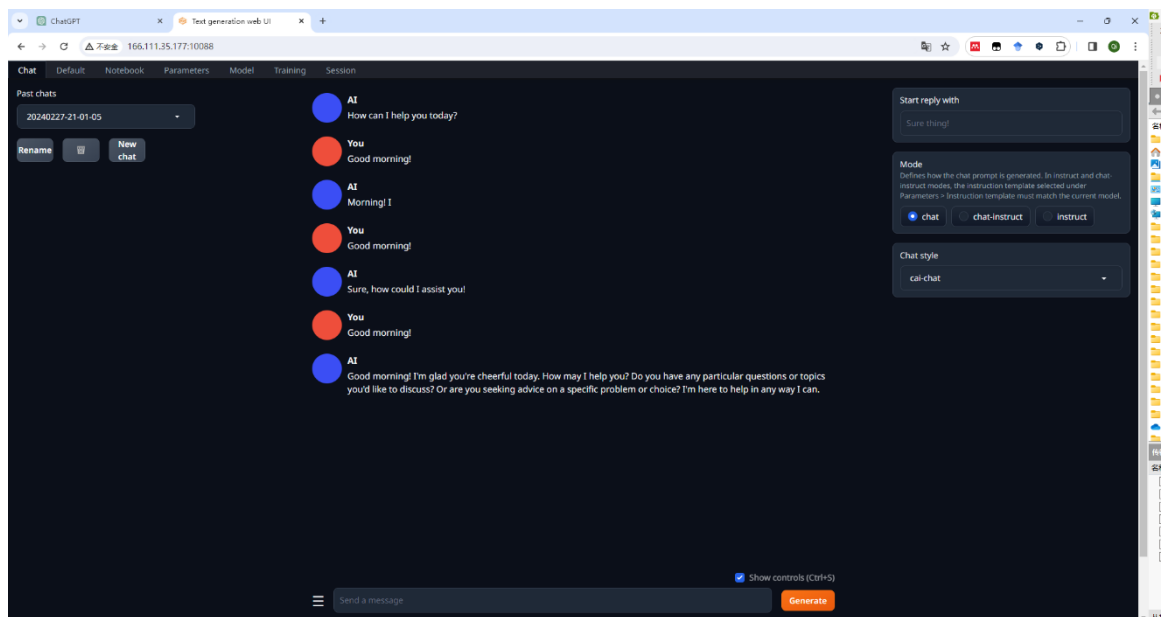 ChatGPT
Text generation web UI
不安全 166.111.35.177:10088
Chat Default Notebook Parameters Model Training Session
Past chats
20240227-21-01-05
Rename
New
chat
AI
How can I help you today?
You
Good morning!
AI
Morning! I
You
Good morning!
AI
Sure, how could I assist you!
You
Good morning!
AI
Good morning! I'm glad you're cheerful today. How may I help you? Do you have any particular questions or topics
you'd like to discuss? Or are you seeking advice on a specific problem or choice? I'm here to help in any way I can.
Start reply with
Sure thing!
Mode
Defines how the chat prompt is generated. In instruct and chat-
instruct modes, the instruction template selected under
Parameters > Instruction template must match the current model.
chat chat-instruct instruct
Chat style
cai-chat
Show controls (Ctrl+S)
Send a message
Generate